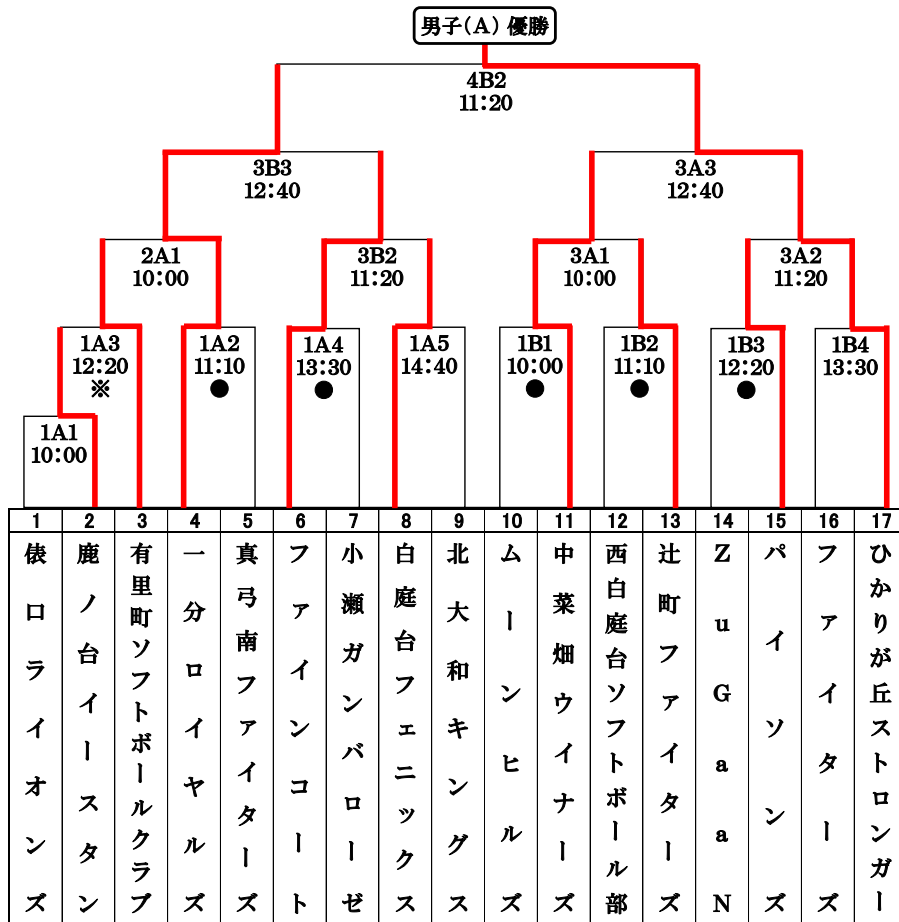 男子(A) 優勝
4B2
11:20
3B3
12:40
3A3
12:40
2A1
10:00
3B2
11:20
3A1
10:00
3A2
11:20
1A3
12:20
※
1A2
11:10
●
1A4
13:30
●
1A5
14:40
1B1
10:00
●
1B2
11:10
●
1B3
12:20
●
1B4
13:30
1A1
10:00
1 2 3 4 5 6 7 8 9 10 11 12 13 14 15 16 17
俵口ライオンズ
鹿ノ台イースタン
有里町ソフトボールクラブ
一分ロイヤルズ
真弓南ファイターズ
ファインコート
小瀬ガンバローゼ
白庭台フェニックス
北大和キングス
ムーンヒルズ
中菜畑ウイナーズ
西白庭台ソフトボール部
辻町ファイターズ
ZuGaaN
パイソンズ
ファイターズ
ひかりが丘ストロンガー